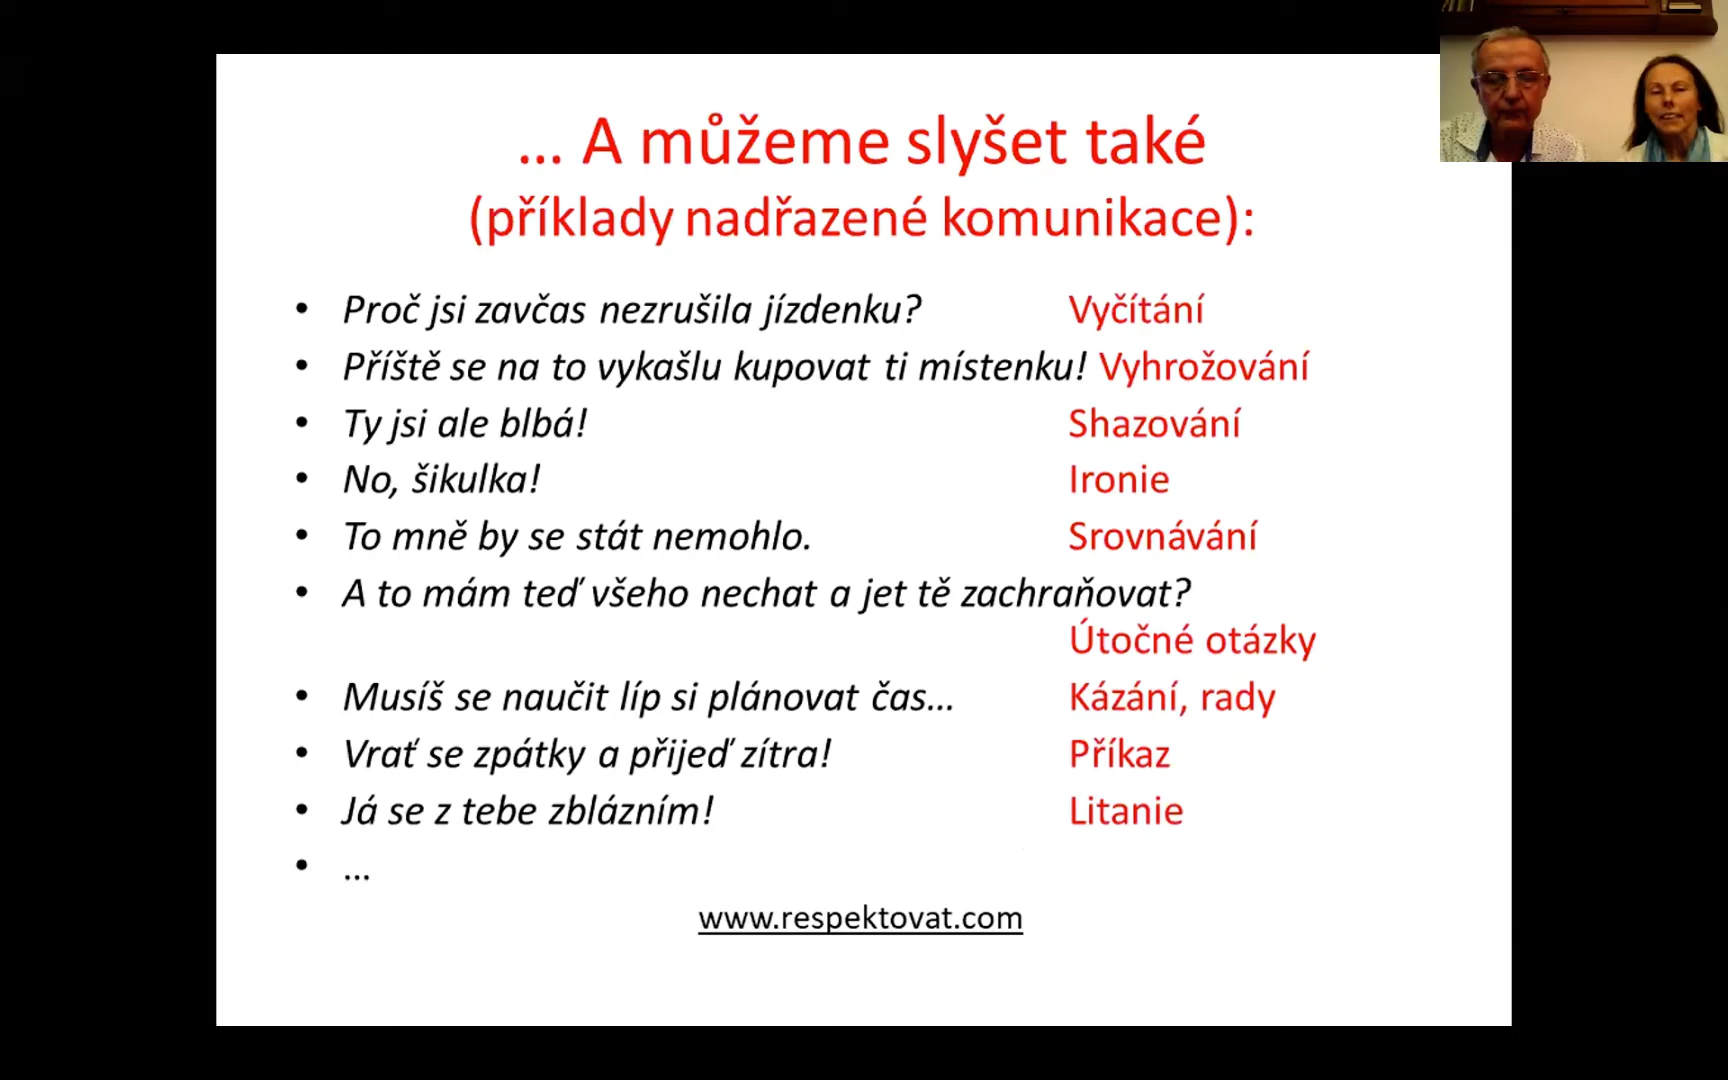 ... A můžeme slyšet také
(příklady nadřazené komunikace):
• Proč jsi zavčas nezrušila jízdenku? Vyčítání
• Příště se na to vykašlu kupovat ti místenku! Vyhrožování
• Ty jsi ale blbá! Shazování
• No, šikulka! Ironie
• To mně by se stát nemohlo. Srovnávání
• A to mám teď všeho nechat a jet tě zachraňovat?
Útočné otázky
• Musíš se naučit líp si plánovat čas... Kázání, rady
• Vrať se zpátky a přijeď zítra! Příkaz
• Já se z tebe zblázním! Litanie
• ...
www.respektovat.com